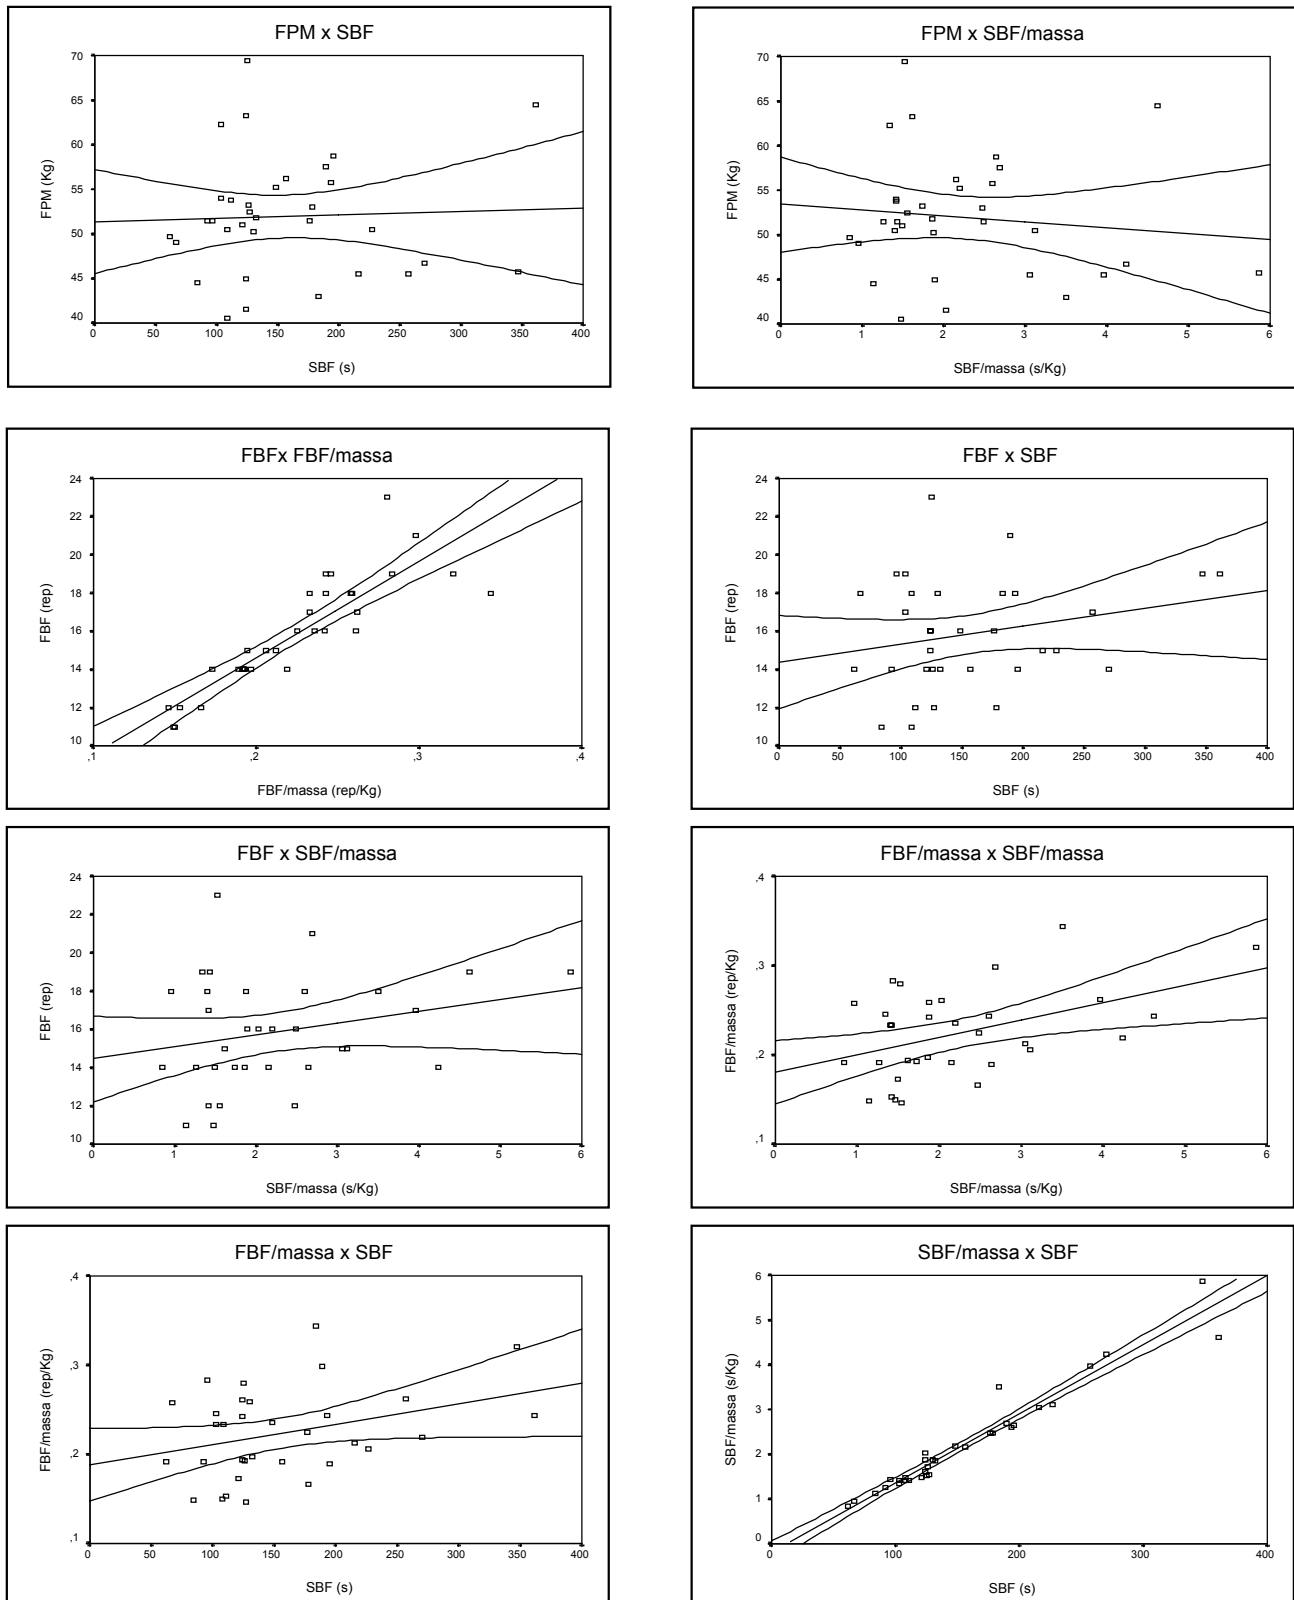 FPM x SBF
70
65
60
55
50
45
40
FPM (Kg)
0 50 100 150 200 250 300 350 400
SBF (s)
FPM x SBF/massa
70
65
60
55
50
45
40
FPM (Kg)
0 1 2 3 4 5 6
SBF/massa (s/Kg)
FBFx FBF/massa
24
22
20
18
16
14
12
10
FBF (rep)
,1 ,2 ,3 ,4
FBF/massa (rep/Kg)
FBF x SBF
24
22
20
18
16
14
12
10
FBF (rep)
0 50 100 150 200 250 300 350 400
SBF (s)
FBF x SBF/massa
24
22
20
18
16
14
12
10
FBF (rep)
0 1 2 3 4 5 6
SBF/massa (s/Kg)
FBF/massa x SBF/massa
,4
,3
,2
,1
FBF/massa (rep/Kg)
0 1 2 3 4 5 6
SBF/massa (s/Kg)
FBF/massa x SBF
,4
,3
,2
,1
FBF/massa (rep/Kg)
0 50 100 150 200 250 300 350 400
SBF (s)
SBF/massa x SBF
6
5
4
3
2
1
0
SBF/massa (s/Kg)
0 100 200 300 400
SBF (s)